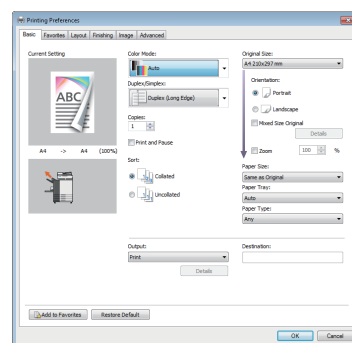 Printing Preferences
Basic Favorites Layout Finishing Image Advanced
Current Setting
ABC
A4 -> A4 (100%)
Color Mode:
Auto
Duplex/Simplex:
Duplex (Long Edge)
Copies:
1
Print and Pause
Sort:
Collated
Uncollated
Output:
Print
Details
Original Size:
A4 210x297 mm
Orientation:
Portrait
Landscape
Mixed Size Original
Details
Zoom 100 %
Paper Size:
Same as Original
Paper Tray:
Auto
Paper Type:
Any
Destination:
Add to Favorites Restore Default
OK Cancel